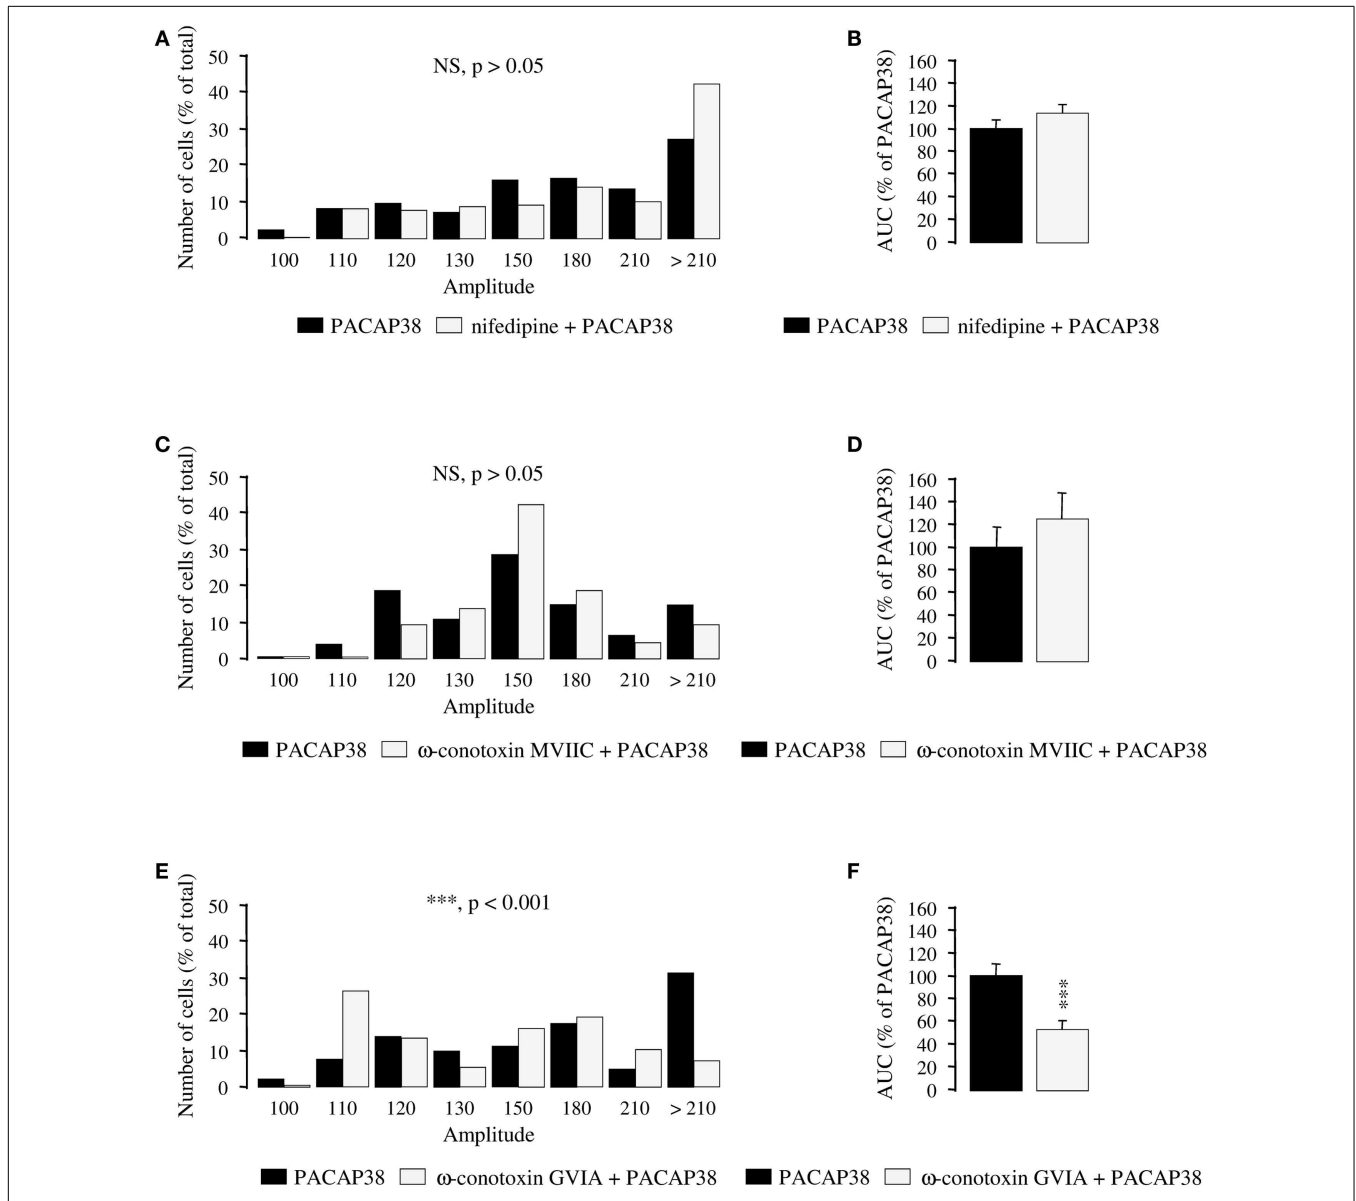 A
Number of cells (% of total)
50
40
30
20
10
0
NS, p > 0.05
100 110 120 130 150 180 210 > 210
Amplitude
PACAP38 nifedipine + PACAP38
B
AUC (% of PACAP38)
160
140
120
100
80
60
40
20
0
PACAP38 nifedipine + PACAP38
C
Number of cells (% of total)
50
40
30
20
10
0
NS, p > 0.05
100 110 120 130 150 180 210 > 210
Amplitude
PACAP38 ω-conotoxin MVIIC + PACAP38
D
AUC (% of PACAP38)
160
140
120
100
80
60
40
20
0
PACAP38 ω-conotoxin MVIIC + PACAP38
E
Number of cells (% of total)
50
40
30
20
10
0
***, p < 0.001
100 110 120 130 150 180 210 > 210
Amplitude
PACAP38 ω-conotoxin GVIA + PACAP38
F
AUC (% of PACAP38)
160
140
120
100
80
60
40
20
0
***
PACAP38 ω-conotoxin GVIA + PACAP38